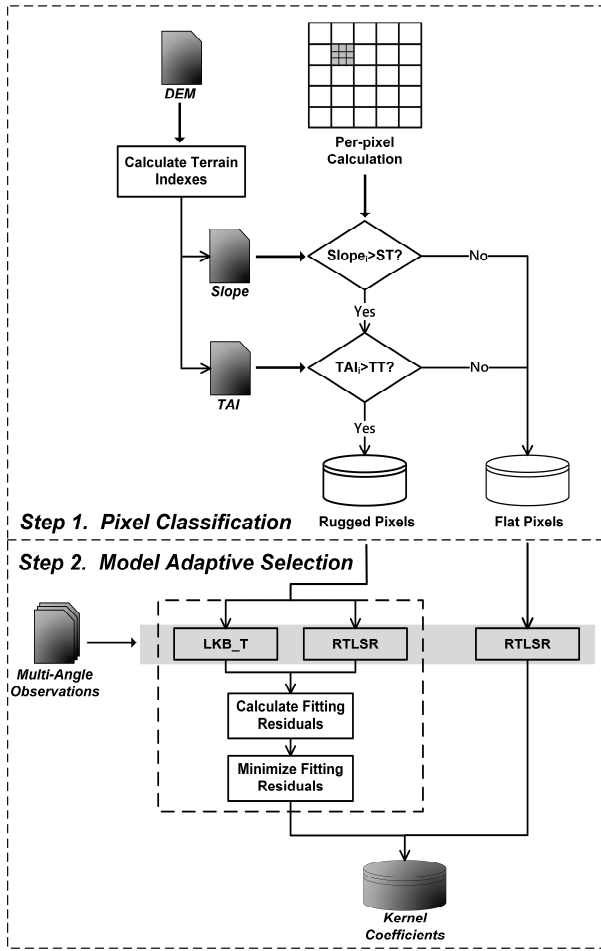 DEM
Per-pixel
Calculation
Calculate Terrain
Indexes
Slope
Slopeᵢ>ST?
No
Yes
TAI
TAIᵢ>TT?
No
Yes
Rugged Pixels
Flat Pixels
Step 1. Pixel Classification
Step 2. Model Adaptive Selection
Multi-Angle
Observations
LKB_T
RTLSR
RTLSR
Calculate Fitting
Residuals
Minimize Fitting
Residuals
Kernel
Coefficients